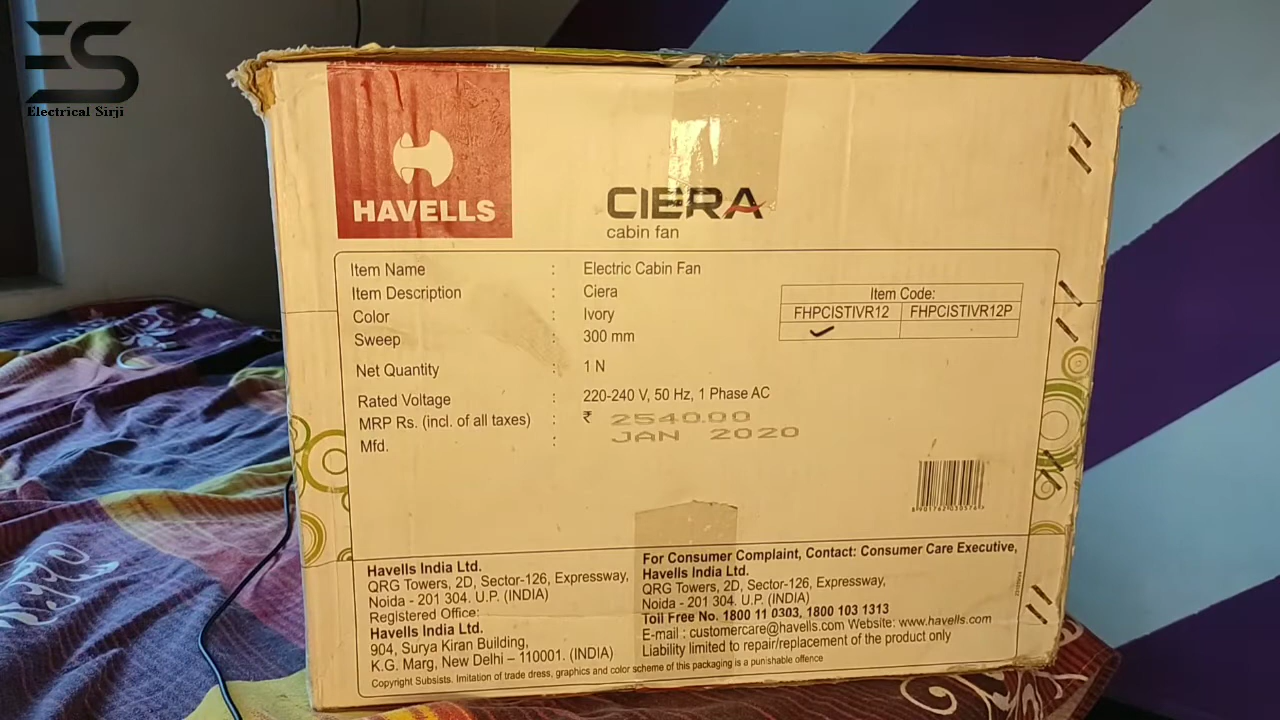 ES
Electrical Sirji
HAVELLS
CIERA
cabin fan
Item Name : Electric Cabin Fan
Item Description : Ciera
Color : Ivory
Sweep : 300 mm
Net Quantity : 1 N
Rated Voltage : 220-240 V, 50 Hz, 1 Phase AC
MRP Rs. (incl. of all taxes) : ₹ 2540.00
Mfd. : JAN 2020
Item Code:
FHPCISTIVR12 FHPCISTIVR12P
Havells India Ltd.
QRG Towers, 2D, Sector-126, Expressway,
Noida - 201 304. U.P. (INDIA)
Registered Office:
Havells India Ltd.
904, Surya Kiran Building,
K.G. Marg, New Delhi – 110001. (INDIA)
For Consumer Complaint, Contact: Consumer Care Executive,
Havells India Ltd.
QRG Towers, 2D, Sector-126, Expressway,
Noida - 201 304. U.P. (INDIA)
Toll Free No. 1800 11 0303, 1800 103 1313
E-mail : customercare@havells.com Website: www.havells.com
Liability limited to repair/replacement of the product only
Copyright Subsists. Imitation of trade dress, graphics and color scheme of this packaging is a punishable offence